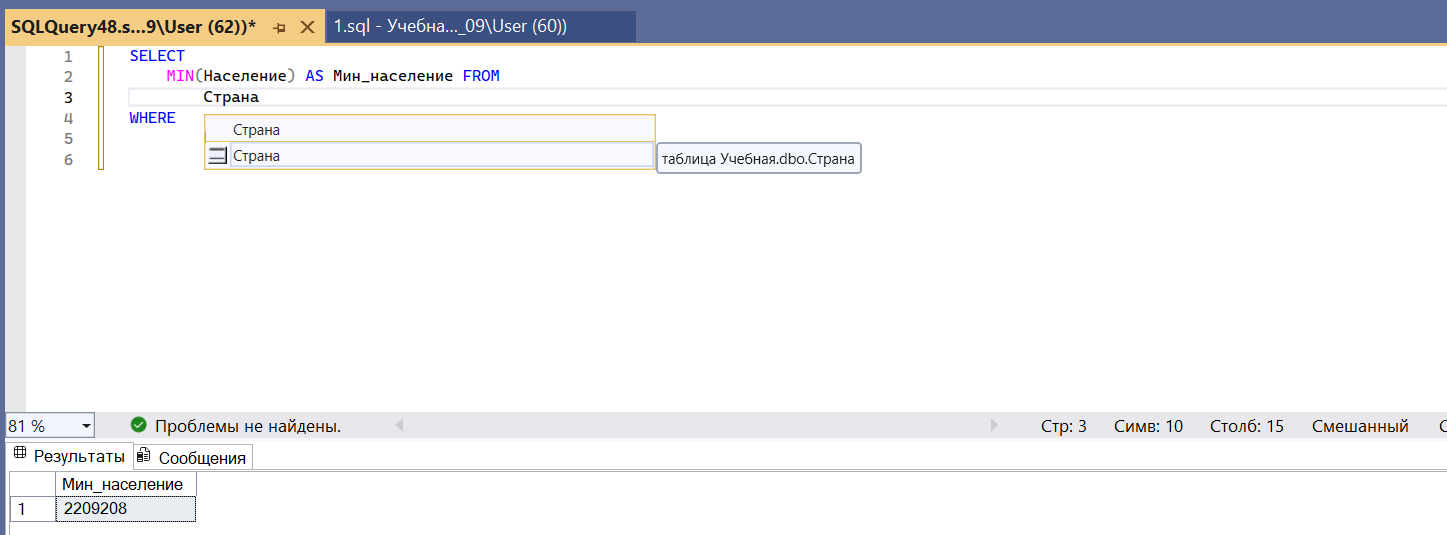 SQLQuery48.s...9\User (62))*
1.sql - Учебна..._09\User (60))
1 SELECT
2 MIN(Население) AS Мин_население FROM
3 Страна
4 WHERE
5
6
Страна
Страна
таблица Учебная.dbo.Страна
81 %
Проблемы не найдены.
Стр: 3
Симв: 10
Столб: 15
Смешанный
Результаты
Сообщения
Мин_население
1 2209208